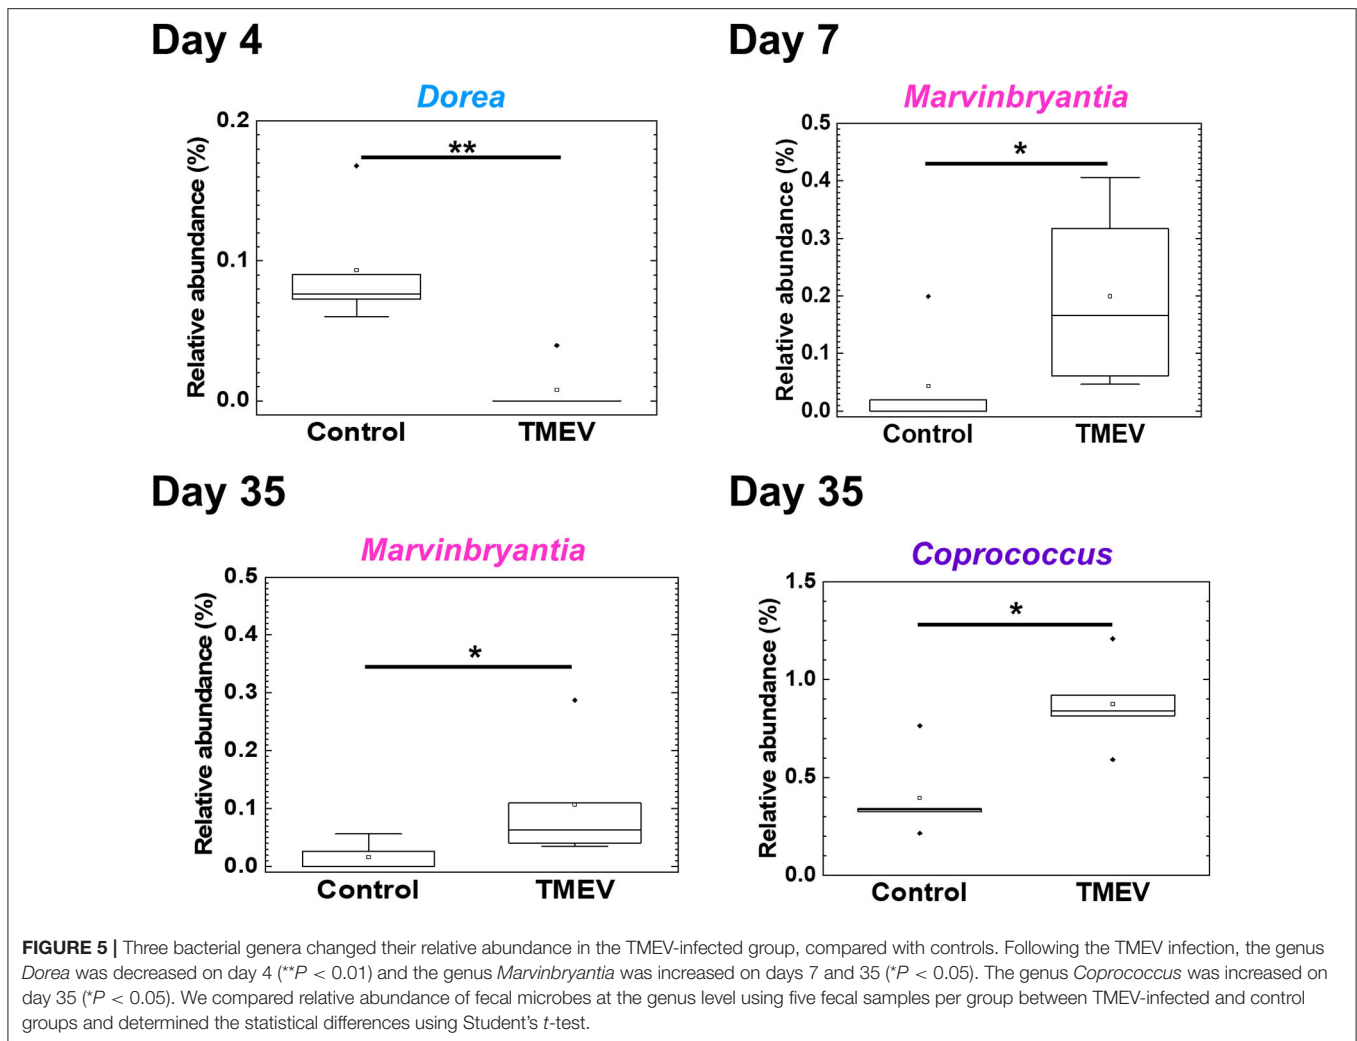 Day 4
Dorea
Relative abundance (%)
0.2
0.1
0.0
**
Control
TMEV
Day 7
Marvinbryantia
Relative abundance (%)
0.5
0.4
0.3
0.2
0.1
0.0
*
Control
TMEV
Day 35
Marvinbryantia
Relative abundance (%)
0.5
0.4
0.3
0.2
0.1
0.0
*
Control
TMEV
Day 35
Coprococcus
Relative abundance (%)
1.5
1.0
0.5
0.0
*
Control
TMEV
FIGURE 5 | Three bacterial genera changed their relative abundance in the TMEV-infected group, compared with controls. Following the TMEV infection, the genus
Dorea was decreased on day 4 (**P < 0.01) and the genus Marvinbryantia was increased on days 7 and 35 (*P < 0.05). The genus Coprococcus was increased on
day 35 (*P < 0.05). We compared relative abundance of fecal microbes at the genus level using five fecal samples per group between TMEV-infected and control
groups and determined the statistical differences using Student's t-test.